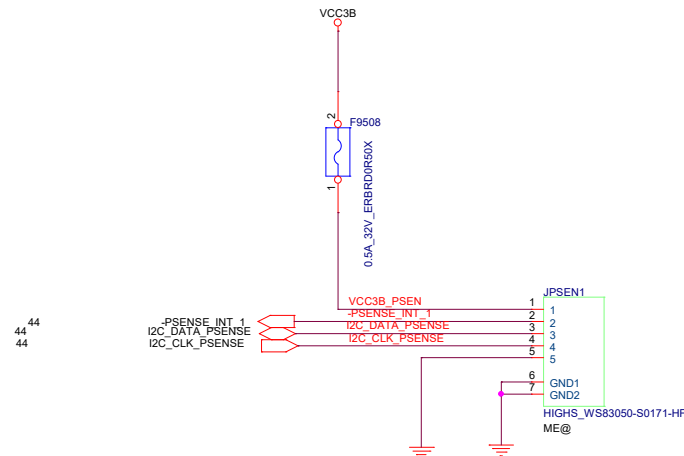 VCC3B
2
F9508
1
0.5A_32V_ERBRD0R50X
JPSEN1
VCC3B_PSEN 1 1
44 -PSENSE_INT_1 -PSENSE_INT_1 2 2
44 I2C_DATA_PSENSE I2C_DATA_PSENSE 3 3
44 I2C_CLK_PSENSE I2C_CLK_PSENSE 4 4
5 5
6 GND1
7 GND2
HIGHS_WS83050-S0171-HF
ME@